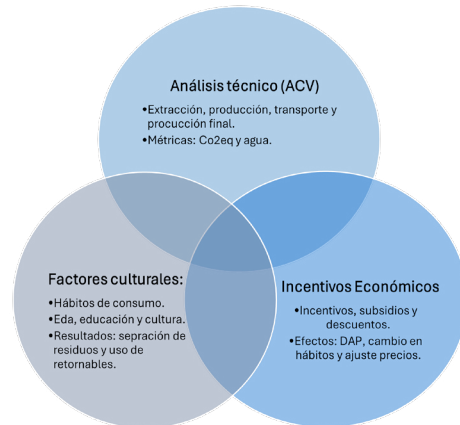 Análisis técnico (ACV)
•Extracción, producción, transporte y
procucción final.
•Métricas: Co2eq y agua.
Factores culturales:
•Hábitos de consumo.
•Eda, educación y cultura.
•Resultados: sepración de
residuos y uso de
retornables.
Incentivos Económicos
•Incentivos, subsidios y
descuentos.
•Efectos: DAP, cambio en
hábitos y ajuste precios.